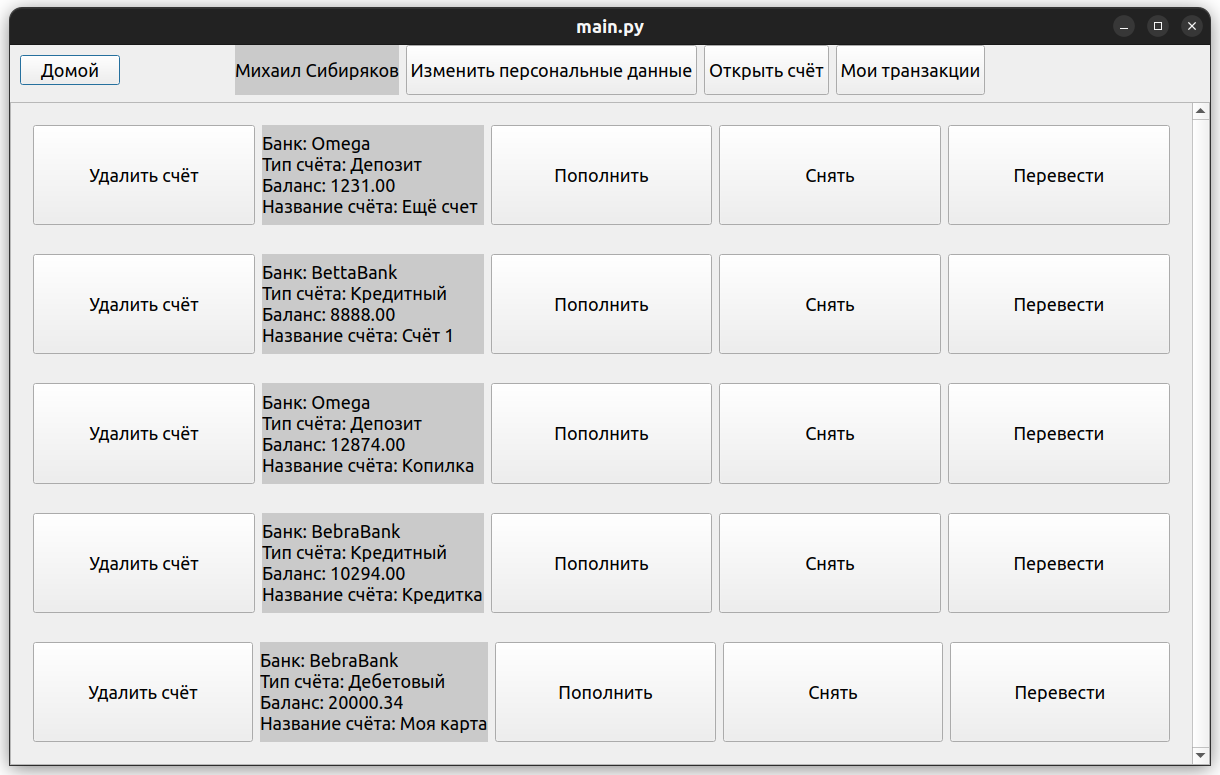 main.py
Домой
Михаил Сибиряков
Изменить персональные данные
Открыть счёт
Мои транзакции
Удалить счёт
Банк: Omega
Тип счёта: Депозит
Баланс: 1231.00
Название счёта: Ещё счет
Пополнить
Снять
Перевести
Удалить счёт
Банк: BettaBank
Тип счёта: Кредитный
Баланс: 8888.00
Название счёта: Счёт 1
Пополнить
Снять
Перевести
Удалить счёт
Банк: Omega
Тип счёта: Депозит
Баланс: 12874.00
Название счёта: Копилка
Пополнить
Снять
Перевести
Удалить счёт
Банк: BebraBank
Тип счёта: Кредитный
Баланс: 10294.00
Название счёта: Кредитка
Пополнить
Снять
Перевести
Удалить счёт
Банк: BebraBank
Тип счёта: Дебетовый
Баланс: 20000.34
Название счёта: Моя карта
Пополнить
Снять
Перевести